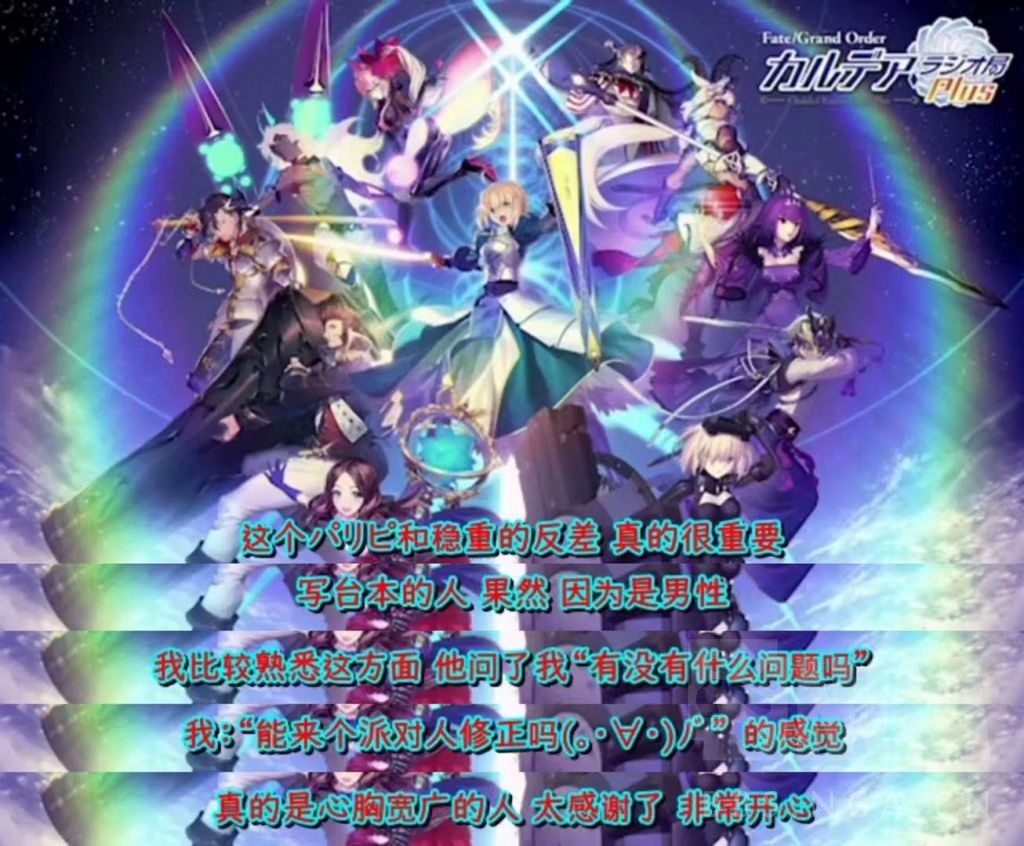 Fate/Grand Order
カルデアラジオ局
Plus
这个パリピ和稳重的反差 真的很重要
写台本的人 果然 因为是男性
我比较熟悉这方面 他问了我“有没有什么问题吗”
我:“能来个派对人修正吗(｡･∀･)ﾉﾞ” 的感觉
真的是心胸宽广的人 太感谢了 非常开心